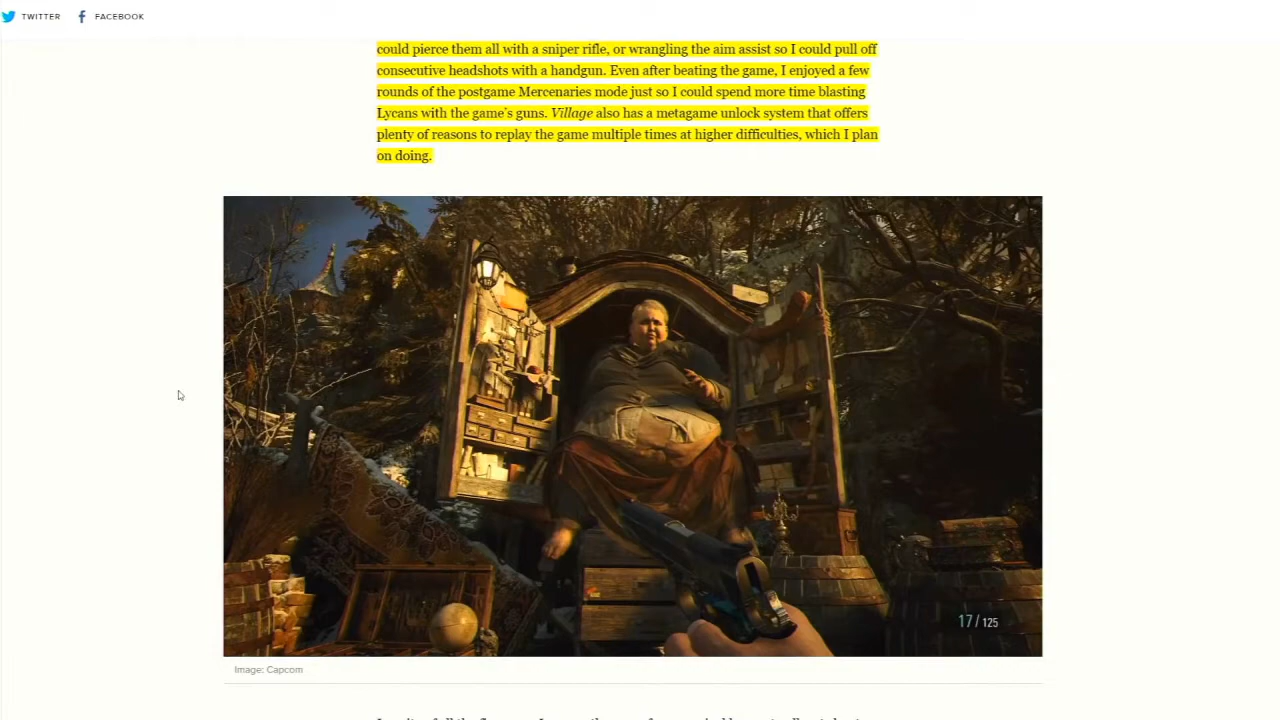 TWITTER FACEBOOK
could pierce them all with a sniper rifle, or wrangling the aim assist so I could pull off
consecutive headshots with a handgun. Even after beating the game, I enjoyed a few
rounds of the postgame Mercenaries mode just so I could spend more time blasting
Lycans with the game's guns. Village also has a metagame unlock system that offers
plenty of reasons to replay the game multiple times at higher difficulties, which I plan
on doing.
17/125
Image: Capcom